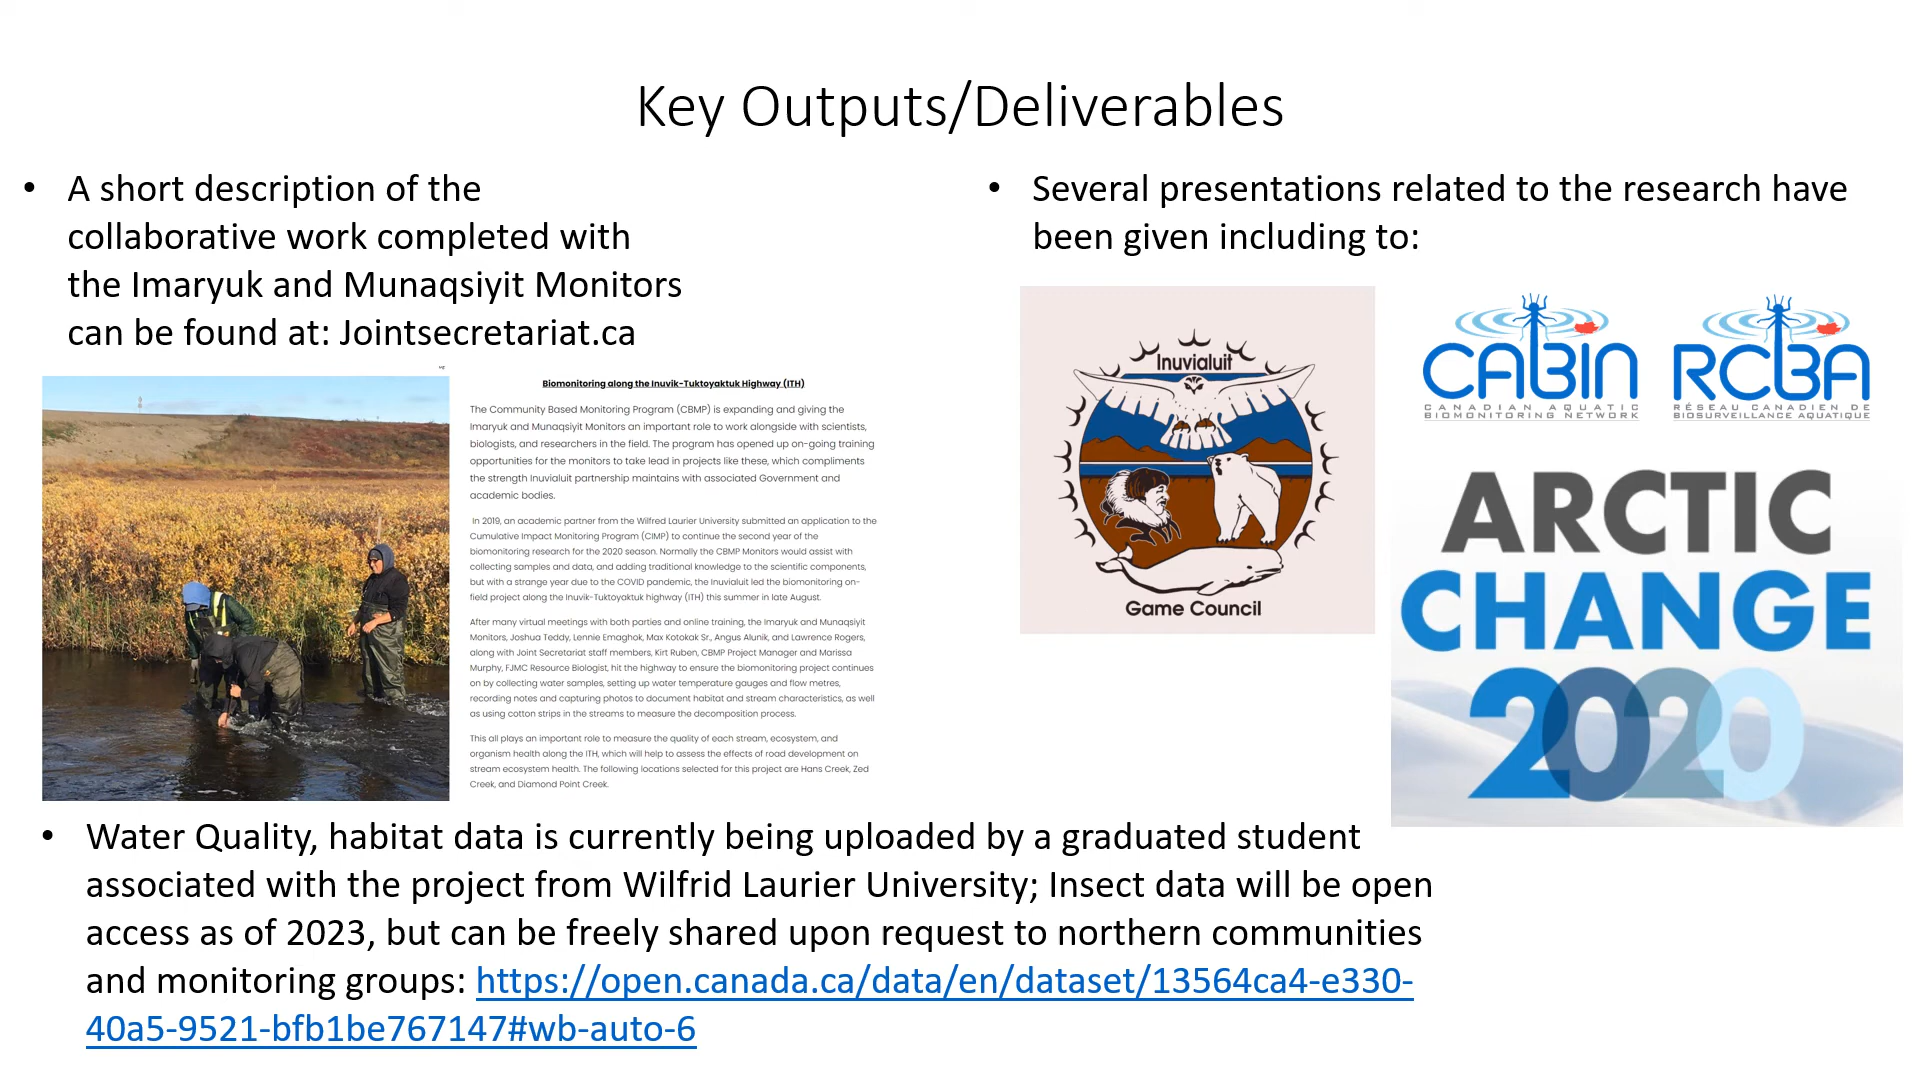 Key Outputs/Deliverables
• A short description of the
collaborative work completed with
the Imaryuk and Munaqsiyit Monitors
can be found at: Jointsecretariat.ca
Biomonitoring along the Inuvik-Tuktoyaktuk Highway (ITH)
The Community Based Monitoring Program (CBMP) is expanding and giving the
Imaryuk and Munaqsiyit Monitors an important role to work alongside with scientists,
biologists, and researchers in the field. The program has opened up on-going training
opportunities for the monitors to take lead in projects like these, which compliments
the strength Inuvialuit partnership maintains with associated Government and
academic bodies.
In 2019, an academic partner from the Wilfred Laurier University submitted an application to the
Cumulative Impact Monitoring Program (CIMP) to continue the second year of the
biomonitoring research for the 2020 season. Normally the CBMP Monitors would assist with
collecting samples and data, and adding traditional knowledge to the scientific components,
but with a strange year due to the COVID pandemic, the Inuvialuit led the biomonitoring on-
field project along the Inuvik-Tuktoyaktuk highway (ITH) this summer in late August.
After many virtual meetings with both parties and online training, the Imaryuk and Munaqsiyit
Monitors, Joshua Teddy, Lennie Emaghok, Max Kotokak Sr., Angus Alunik, and Lawrence Rogers,
along with Joint Secretariat staff members, Kirt Ruben, CBMP Project Manager and Marissa
Murphy, FJMC Resource Biologist, hit the highway to ensure the biomonitoring project continues
on by collecting water samples, setting up water temperature gauges and flow metres,
recording notes and capturing photos to document habitat and stream characteristics, as well
as using cotton strips in the streams to measure the decomposition process.
This all plays an important role to measure the quality of each stream, ecosystem, and
organism health along the ITH, which will help to assess the effects of road development on
stream ecosystem health. The following locations selected for this project are Hans Creek, Zed
Creek, and Diamond Point Creek.
• Several presentations related to the research have
been given including to:
Inuvialuit
Game Council
CABIN
CANADIAN AQUATIC
BIOMONITORING NETWORK
RCBA
RÉSEAU CANADIEN DE
BIOSURVEILLANCE AQUATIQUE
ARCTIC
CHANGE
2020
• Water Quality, habitat data is currently being uploaded by a graduated student
associated with the project from Wilfrid Laurier University; Insect data will be open
access as of 2023, but can be freely shared upon request to northern communities
and monitoring groups: https://open.canada.ca/data/en/dataset/13564ca4-e330-
40a5-9521-bfb1be767147#wb-auto-6